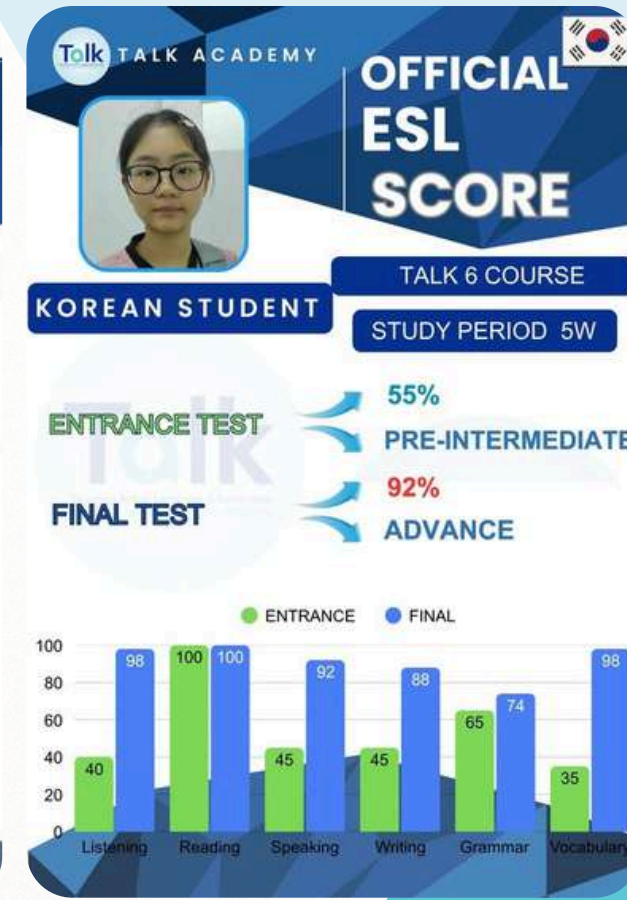 Talk TALK ACADEMY
OFFICIAL
ESL
SCORE
KOREAN STUDENT
TALK 6 COURSE
STUDY PERIOD 5W
ENTRANCE TEST
55%
PRE-INTERMEDIATE
FINAL TEST
92%
ADVANCE
Talk
ENTRANCE FINAL
100
80
60
40
20
0
40 98
100 100
45 92
45 88
65 74
35 98
Listening Reading Speaking Writing Grammar Vocabulary